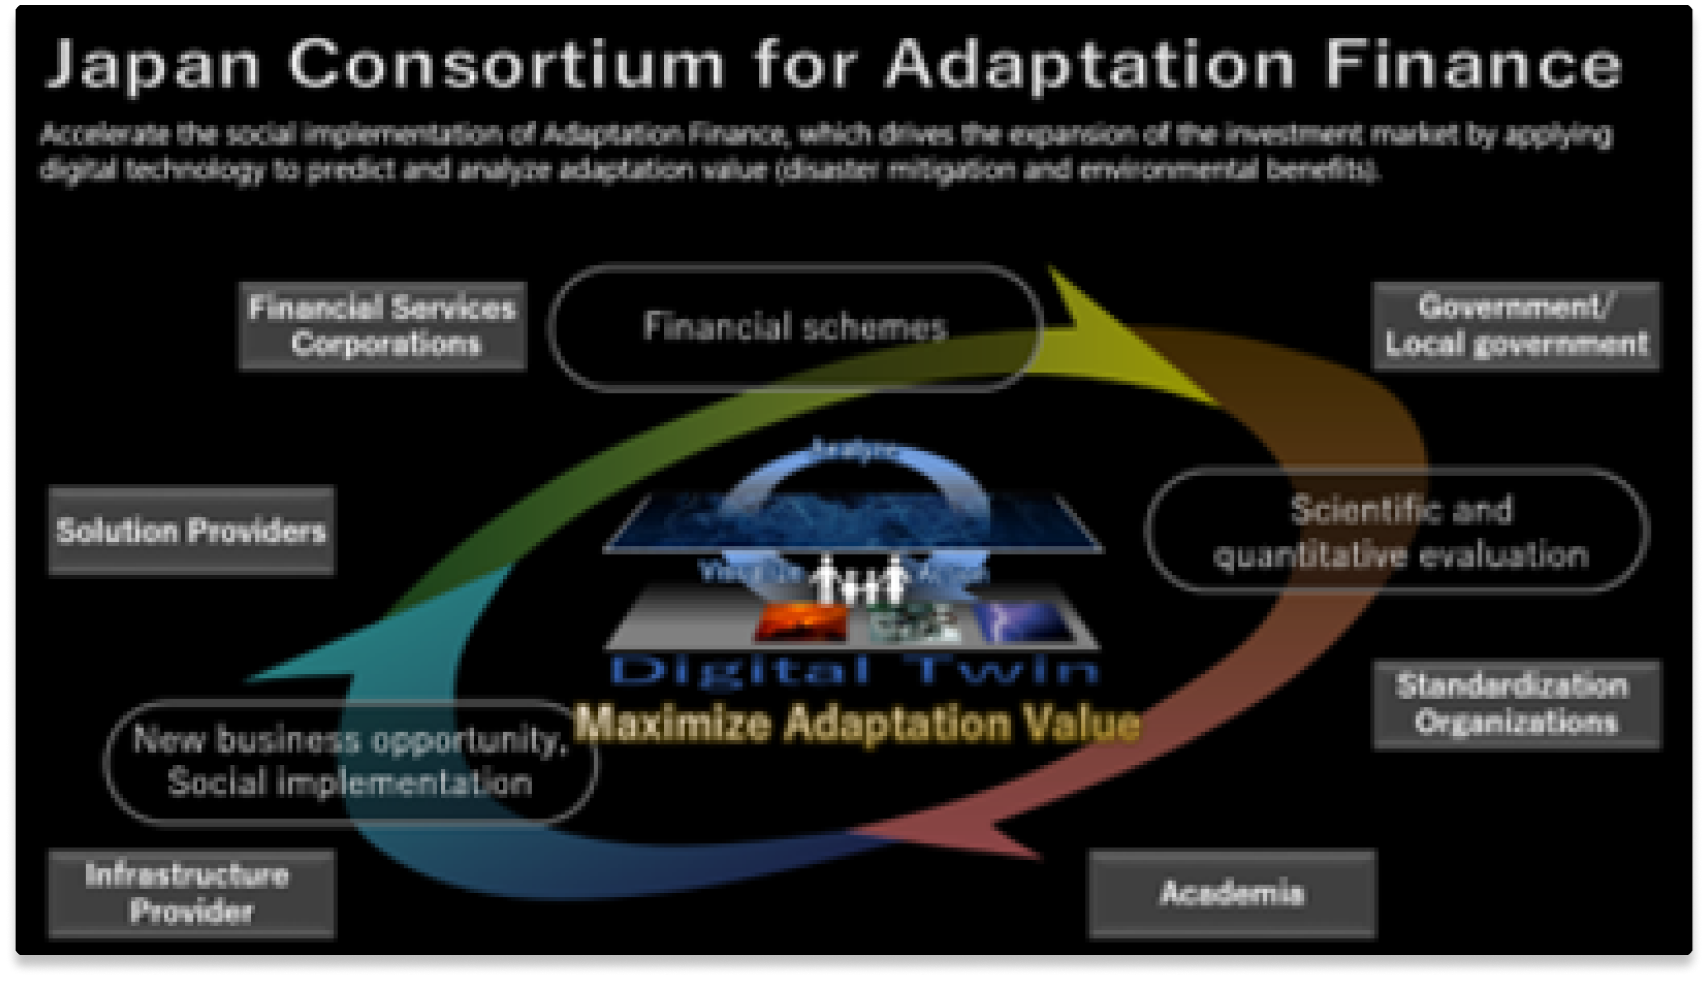 Japan Consortium for Adaptation Finance
Accelerate the social implementation of Adaptation Finance, which drives the expansion of the investment market by applying
digital technology to predict and analyze adaptation value (disaster mitigation and environmental benefits).
Financial Services
Corporations
Financial schemes
Government/
Local government
Analyze
Solution Providers
Scientific and
quantitative evaluation
Digital Twin
Maximize Adaptation Value
Standardization
Organizations
New business opportunity,
Social implementation
Infrastructure
Provider
Academia